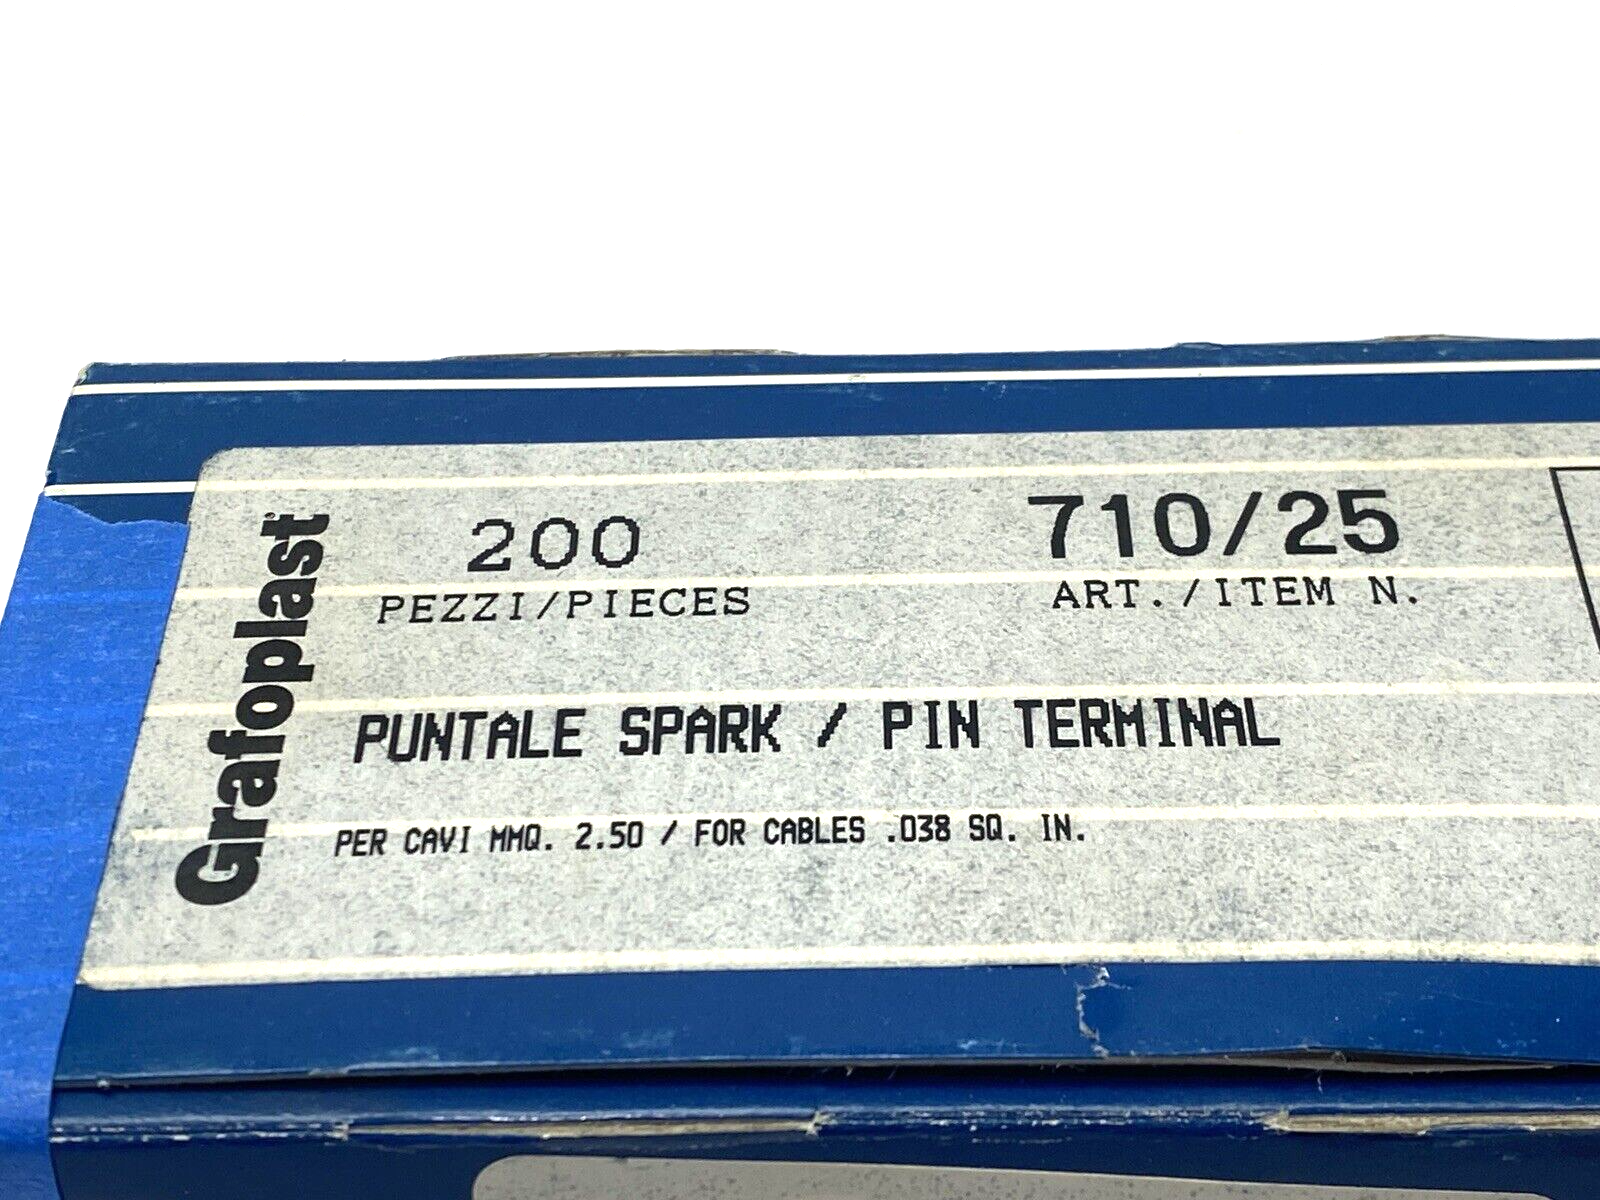 Grafoplast
200
PEZZI/PIECES
710/25
ART./ITEM N.
PUNTALE SPARK / PIN TERMINAL
PER CAVI MMQ. 2.50 / FOR CABLES .038 SQ. IN.